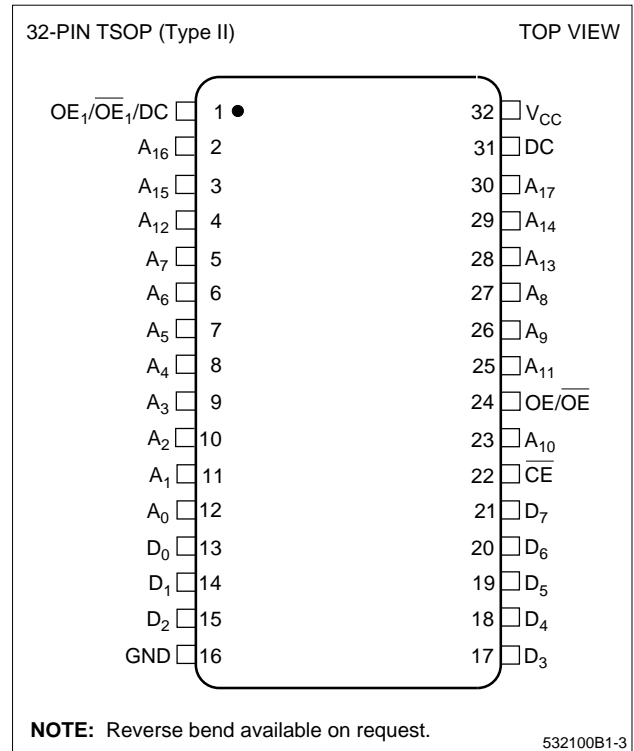 32-PIN TSOP (Type II) TOP VIEW
OE₁/O̅E̅₁/DC 1 ● 32 V_CC
A₁₆ 2 31 DC
A₁₅ 3 30 A₁₇
A₁₂ 4 29 A₁₄
A₇ 5 28 A₁₃
A₆ 6 27 A₈
A₅ 7 26 A₉
A₄ 8 25 A₁₁
A₃ 9 24 OE/O̅E̅
A₂ 10 23 A₁₀
A₁ 11 22 C̅E̅
A₀ 12 21 D₇
D₀ 13 20 D₆
D₁ 14 19 D₅
D₂ 15 18 D₄
GND 16 17 D₃
NOTE: Reverse bend available on request.
532100B1-3